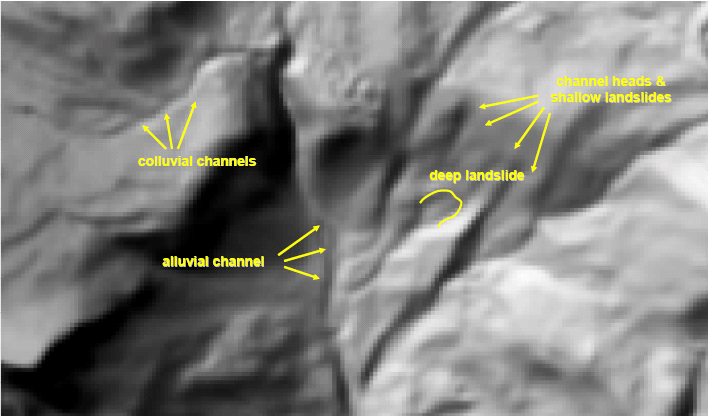 channel heads &
shallow landslides
colluvial channels
deep landslide
alluvial channel